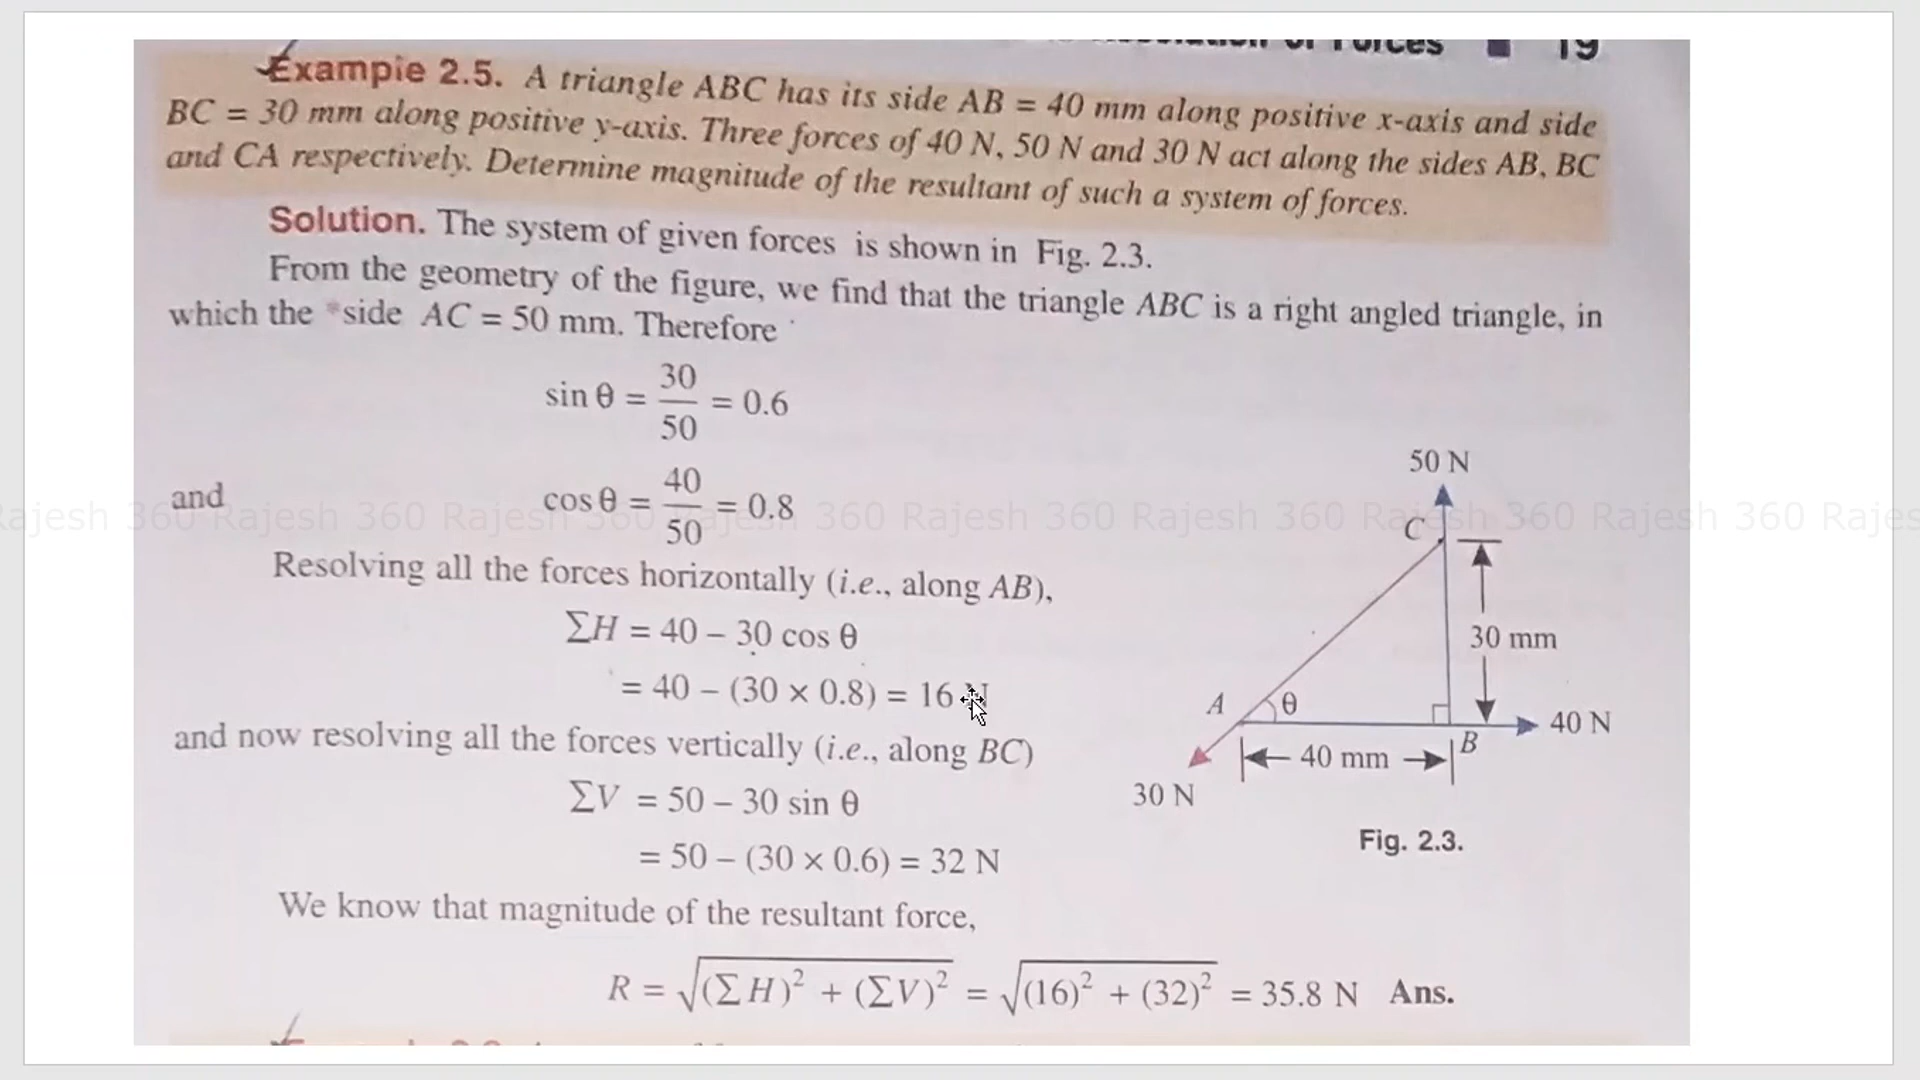 Forces ■ 19
Exampie 2.5. A triangle ABC has its side AB = 40 mm along positive x-axis and side
BC = 30 mm along positive y-axis. Three forces of 40 N, 50 N and 30 N act along the sides AB, BC
and CA respectively. Determine magnitude of the resultant of such a system of forces.
Solution. The system of given forces is shown in Fig. 2.3.
From the geometry of the figure, we find that the triangle ABC is a right angled triangle, in
which the *side AC = 50 mm. Therefore
sin θ = 30/50 = 0.6
and cos θ = 40/50 = 0.8
Rajesh 360 Rajesh 360 Rajesh 360 Rajesh 360 Rajesh 360 Rajesh 360 Rajesh 360 Rajesh 360
Resolving all the forces horizontally (i.e., along AB),
ΣH = 40 – 30 cos θ
= 40 – (30 × 0.8) = 16 N
and now resolving all the forces vertically (i.e., along BC)
ΣV = 50 – 30 sin θ
= 50 – (30 × 0.6) = 32 N
We know that magnitude of the resultant force,
R = √(ΣH)² + (ΣV)² = √(16)² + (32)² = 35.8 N Ans.
50 N
C
30 mm
A θ
40 N
B
40 mm
30 N
Fig. 2.3.